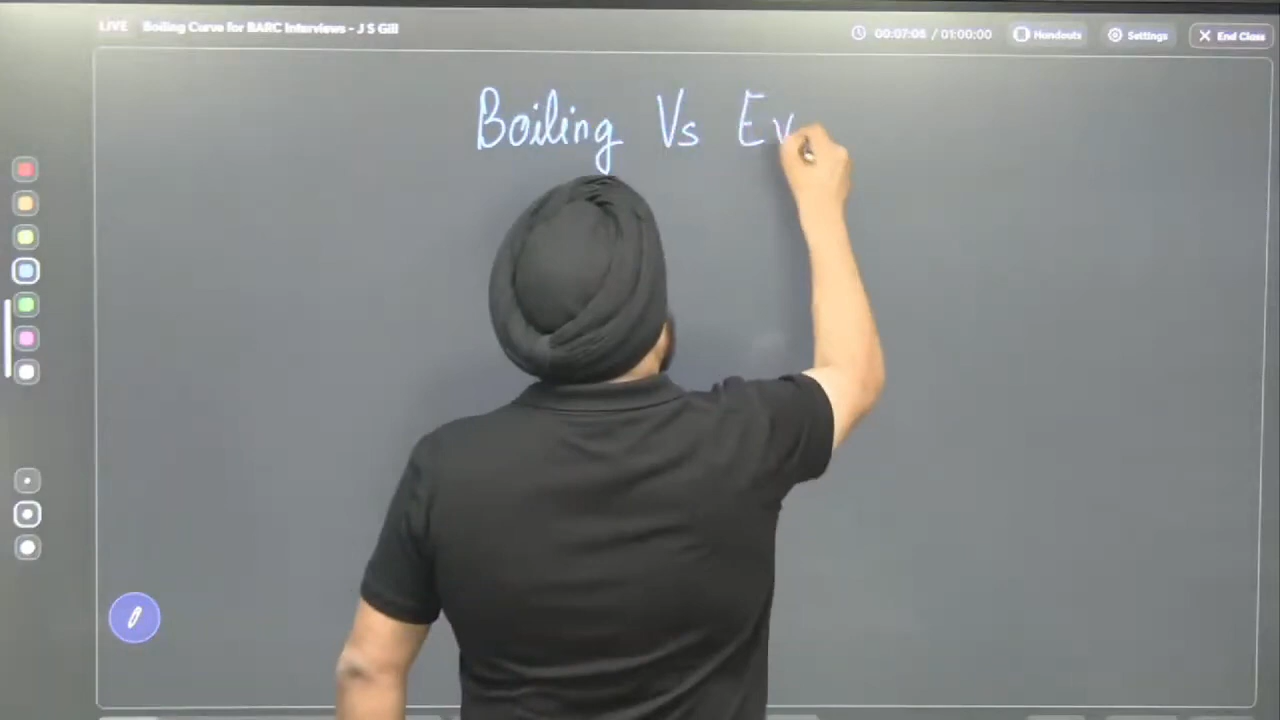 LIVE Boiling Curve for BARC Interviews - J S Gill 00:07:08 / 01:00:00 Handouts Settings End Class
Boiling Vs Ev